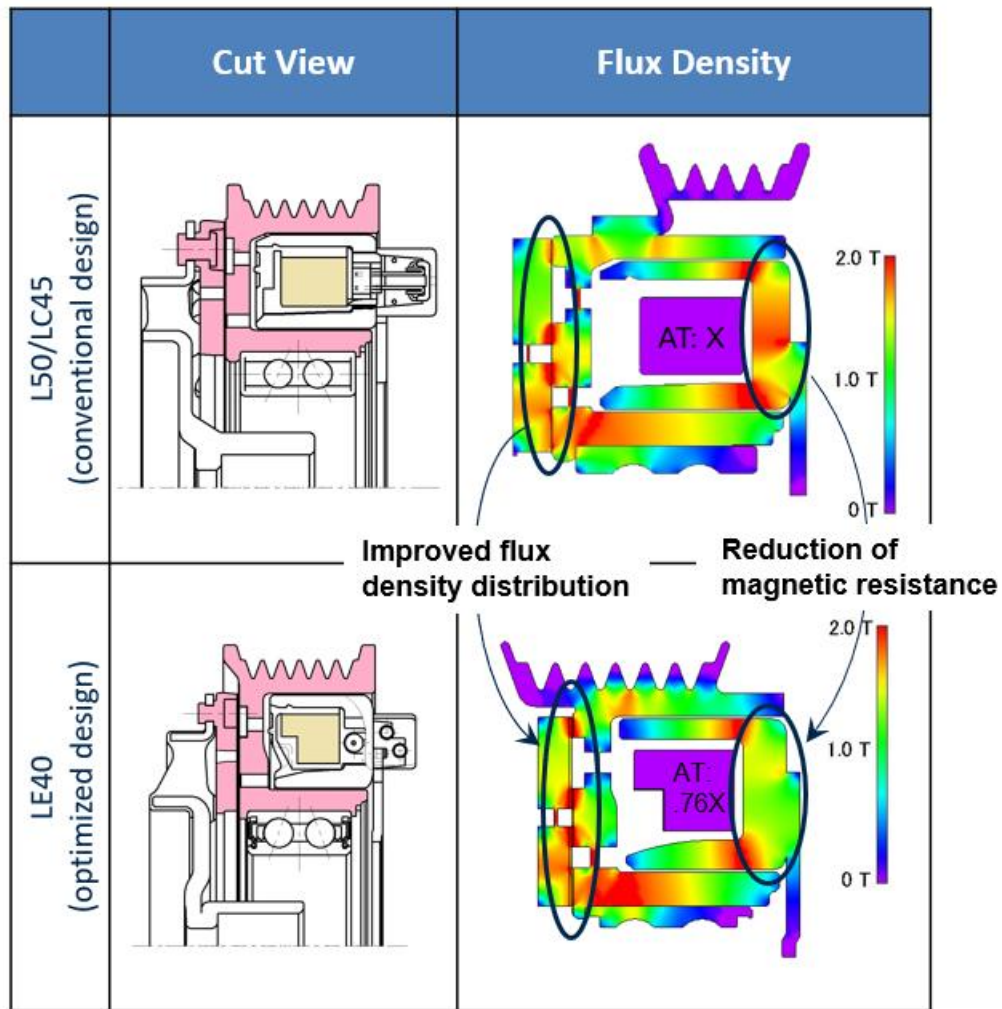 Cut View
Flux Density
L50/LC45
(conventional design)
2.0 T
AT: X
1.0 T
0 T
Improved flux
density distribution
Reduction of
magnetic resistance
LE40
(optimized design)
2.0 T
AT:
.76X
1.0 T
0 T